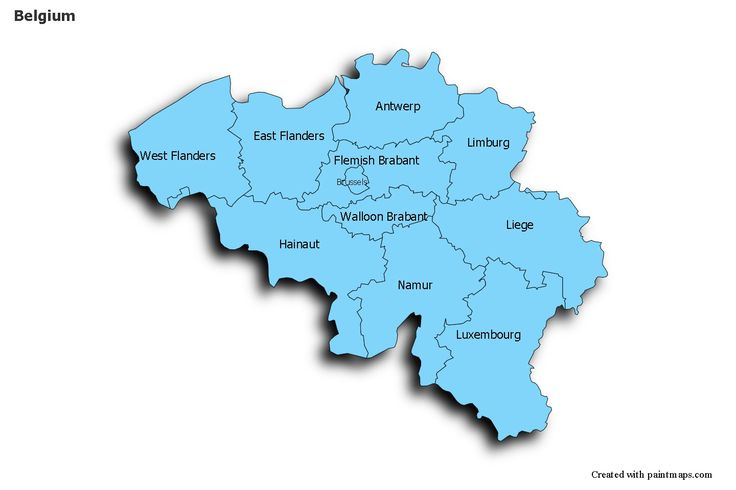 Belgium
Antwerp
East Flanders
Limburg
West Flanders
Flemish Brabant
Brussels
Walloon Brabant
Liege
Hainaut
Namur
Luxembourg
Created with paintmaps.com